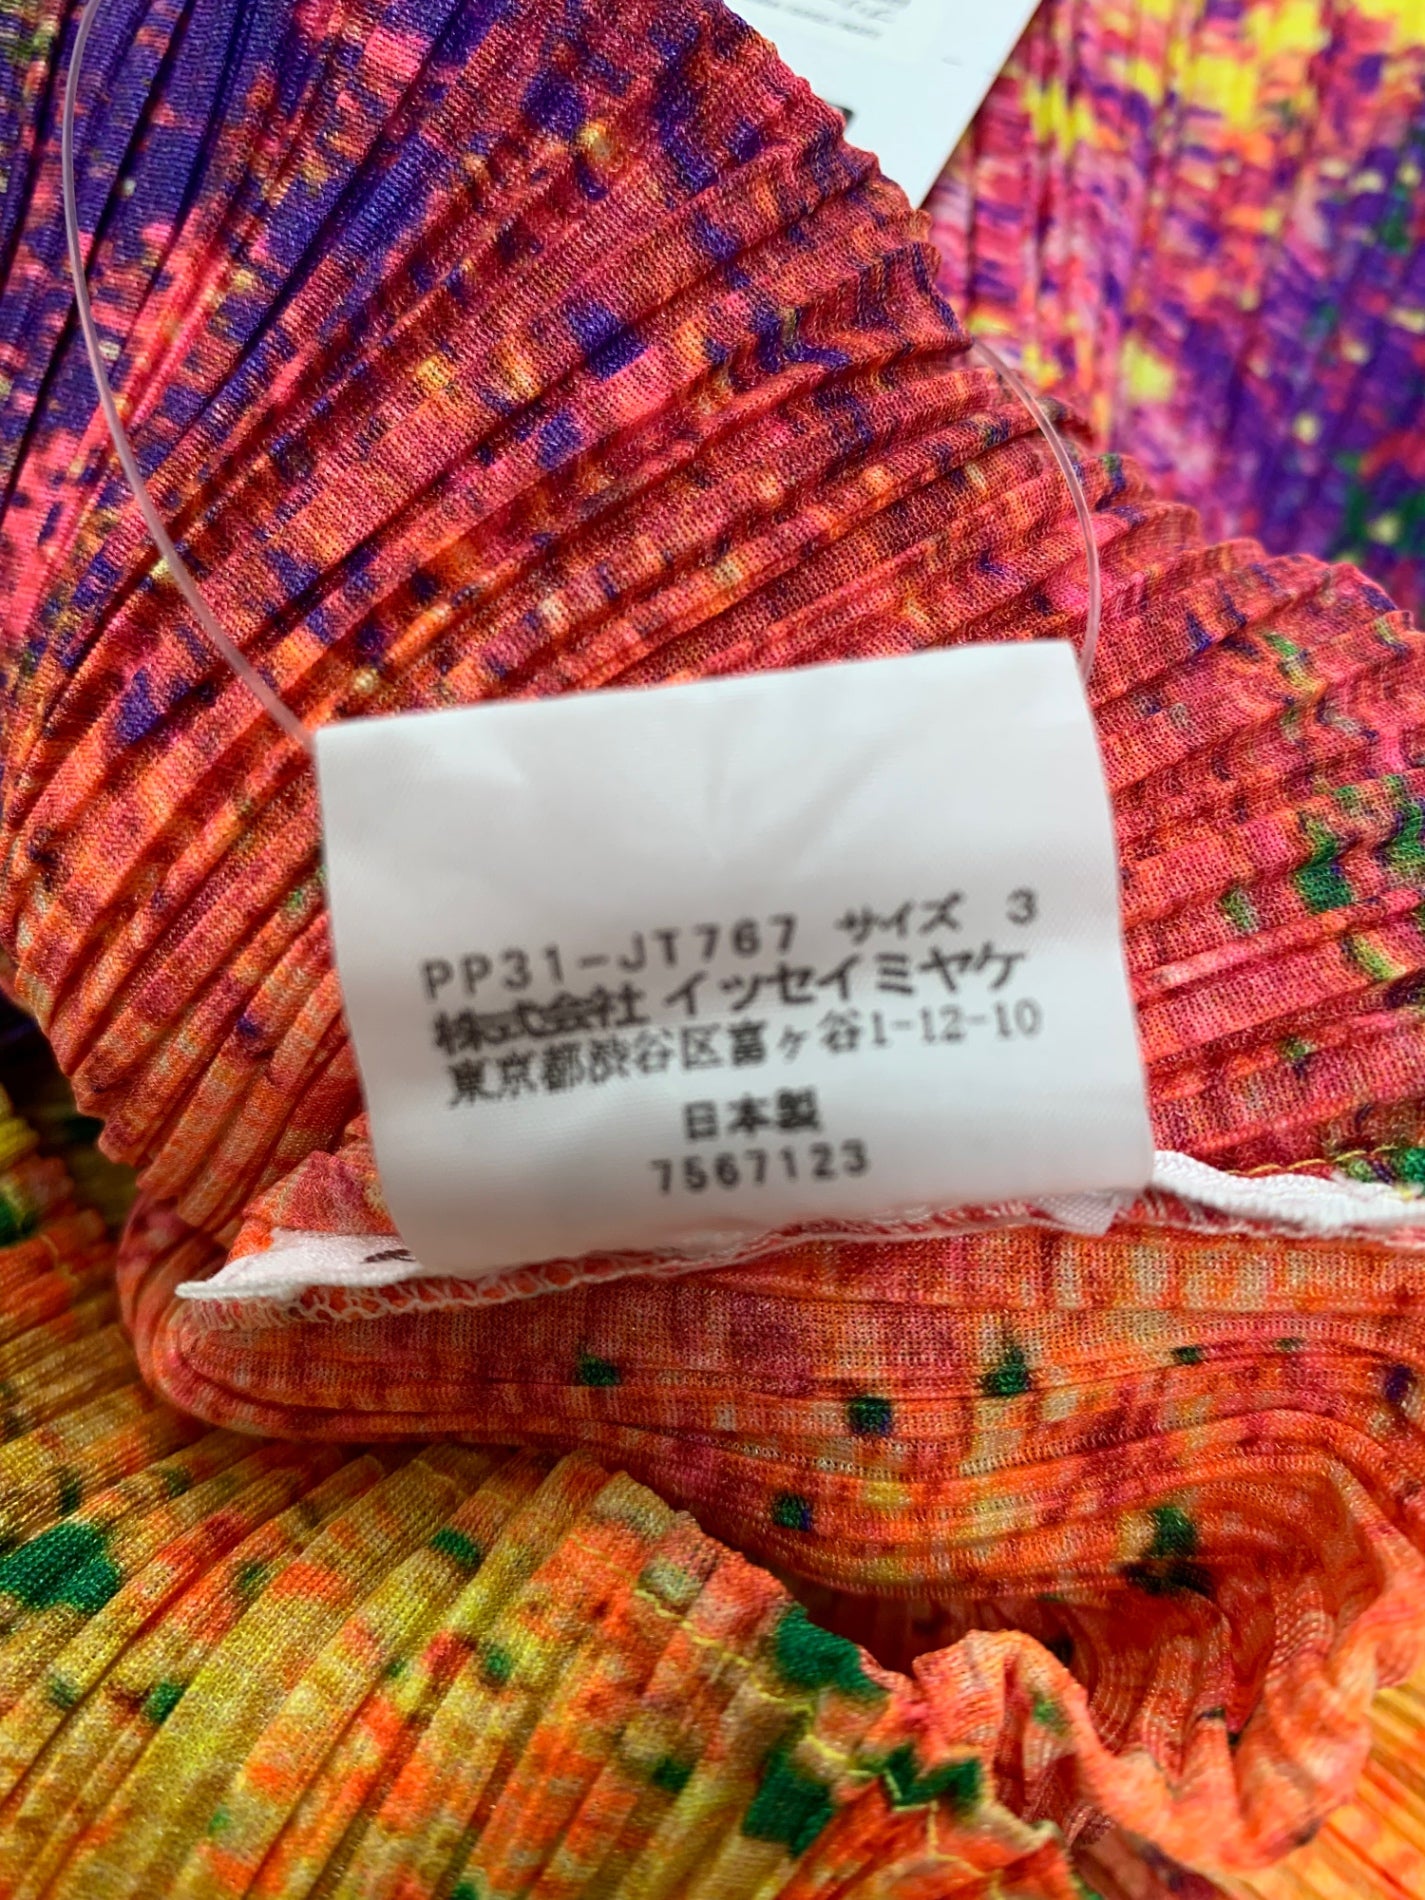 PP31-JT767 サイズ 3
株式会社 イッセイミヤケ
東京都渋谷区富ヶ谷1-12-10
日本製
7567123